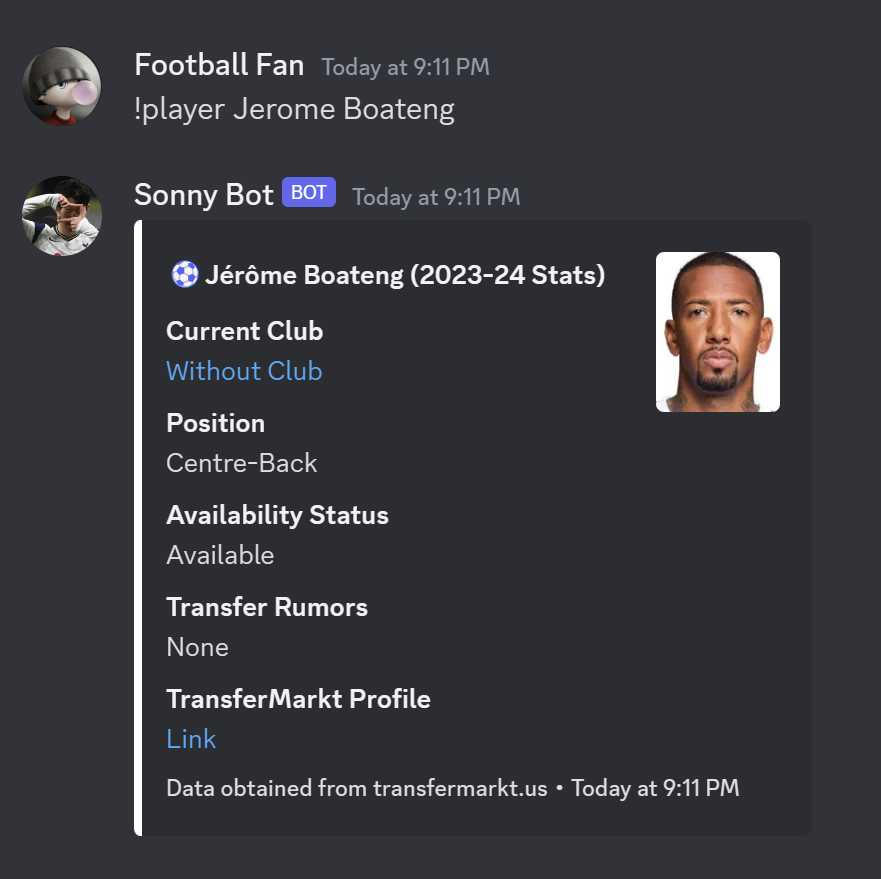 Football Fan Today at 9:11 PM
!player Jerome Boateng
Sonny Bot BOT Today at 9:11 PM
⚽ Jérôme Boateng (2023-24 Stats)
Current Club
Without Club
Position
Centre-Back
Availability Status
Available
Transfer Rumors
None
TransferMarkt Profile
Link
Data obtained from transfermarkt.us • Today at 9:11 PM